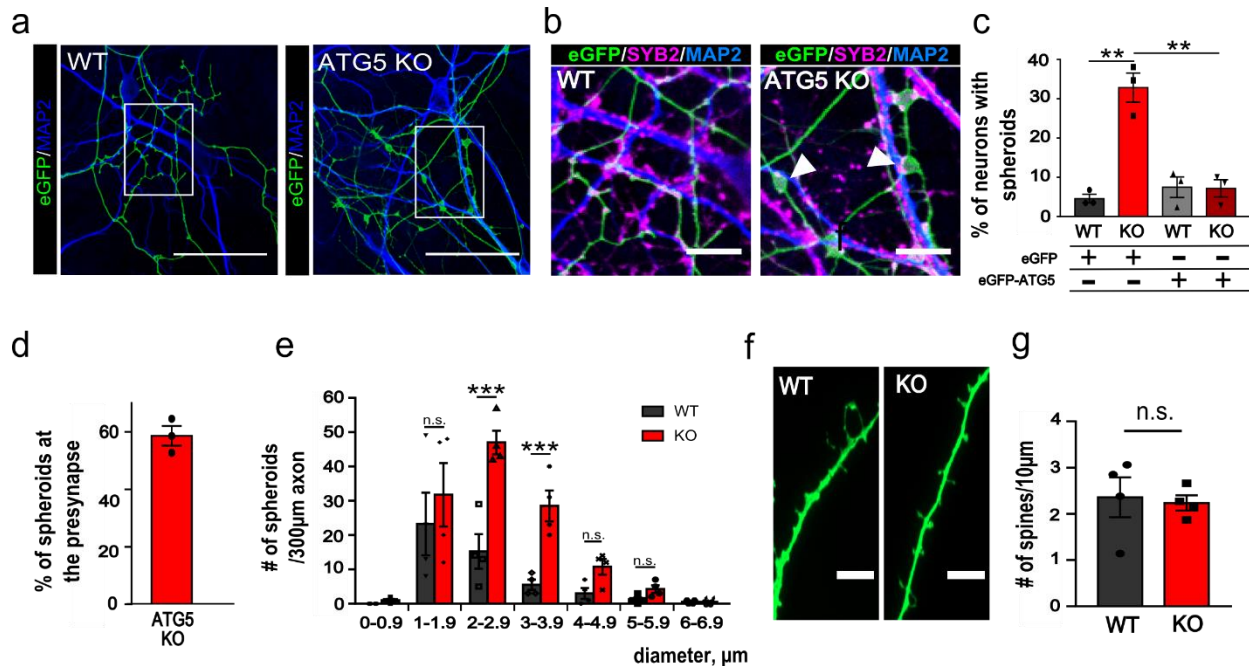 a
eGFP/MAP2
WT
eGFP/MAP2
ATG5 KO
b
eGFP/SYB2/MAP2
WT
eGFP/SYB2/MAP2
ATG5 KO
c
% of neurons with
spheroids
50
40
30
20
10
0
**
**
WT KO WT KO
eGFP + + − −
eGFP-ATG5 − − + +
d
% of spheroids at
the presynapse
60
40
20
0
ATG5
KO
e
# of spheroids
/300µm axon
60
50
40
30
20
10
0
n.s.
***
***
n.s.
n.s.
WT
KO
0-0.9 1-1.9 2-2.9 3-3.9 4-4.9 5-5.9 6-6.9
diameter, µm
f
WT
KO
g
# of spines/10µm
4
3
2
1
0
n.s.
WT KO